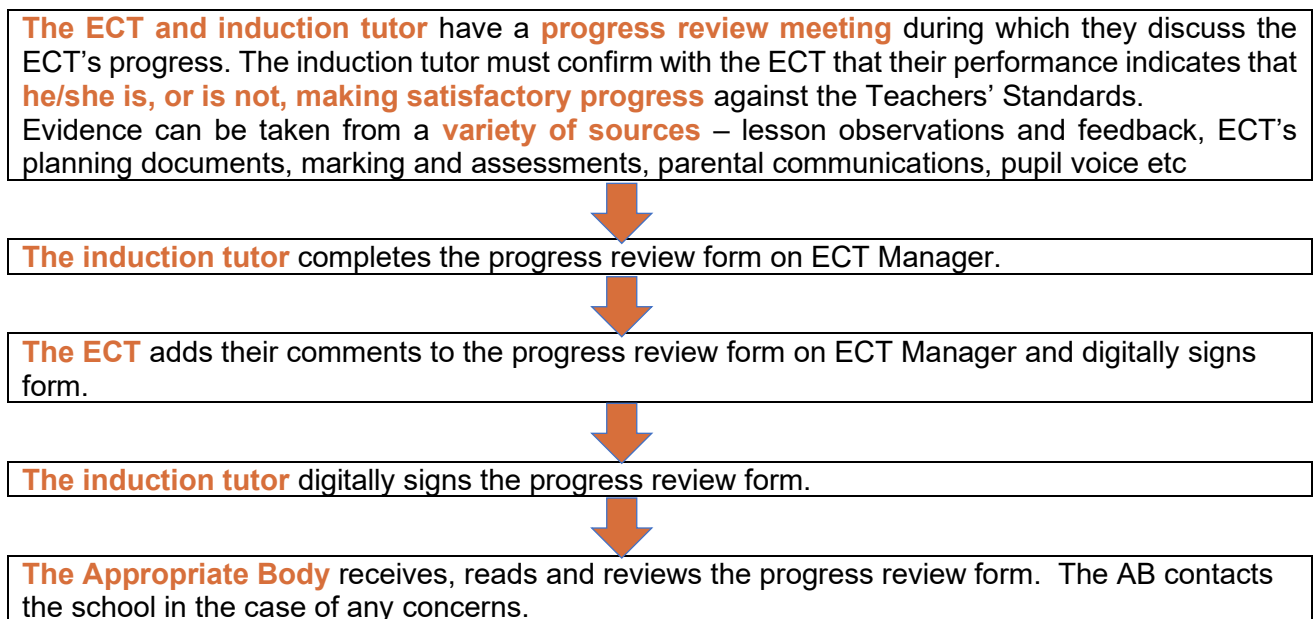 The ECT and induction tutor have a progress review meeting during which they discuss the
ECT’s progress. The induction tutor must confirm with the ECT that their performance indicates that
he/she is, or is not, making satisfactory progress against the Teachers’ Standards.
Evidence can be taken from a variety of sources – lesson observations and feedback, ECT’s
planning documents, marking and assessments, parental communications, pupil voice etc
The induction tutor completes the progress review form on ECT Manager.
The ECT adds their comments to the progress review form on ECT Manager and digitally signs
form.
The induction tutor digitally signs the progress review form.
The Appropriate Body receives, reads and reviews the progress review form. The AB contacts
the school in the case of any concerns.